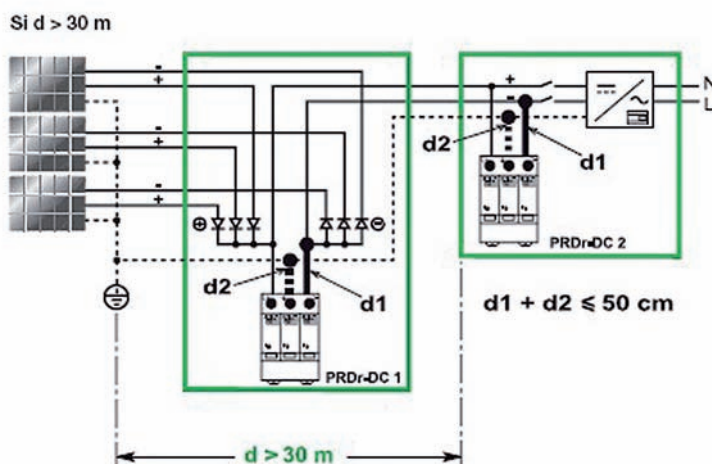 Si d > 30 m
-
+
-
+
-
+
⊕
⊖
d2
d1
PRDr-DC 1
+
-
N
L
d2
d1
PRDr-DC 2
d1 + d2 ⩽ 50 cm
d > 30 m